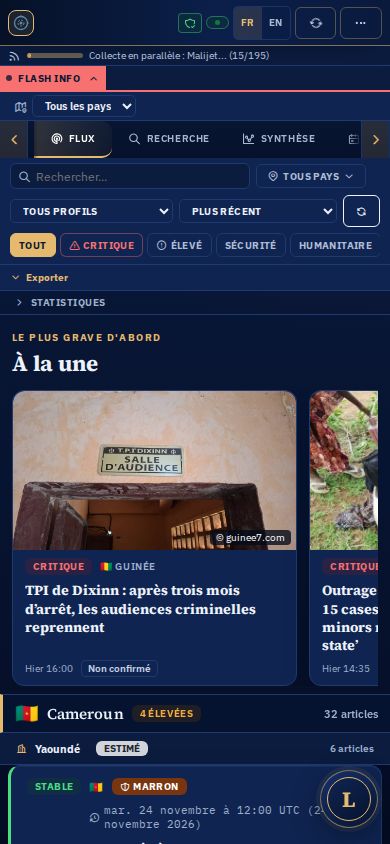 FR EN
Collecte en parallèle : Malijet... (15/195)
FLASH INFO
Tous les pays
FLUX RECHERCHE SYNTHÈSE
Rechercher... TOUS PAYS
TOUS PROFILS PLUS RÉCENT
TOUT CRITIQUE ÉLEVÉ SÉCURITÉ HUMANITAIRE
Exporter
STATISTIQUES
LE PLUS GRAVE D'ABORD
À la une
T.P.I DIXINN
SALLE
D'AUDIENCE
© guinee7.com
CRITIQUE GUINÉE
TPI de Dixinn : après trois mois
d'arrêt, les audiences criminelles
reprennent
Hier 16:00 Non confirmé
CRITIQUE
Outrage
15 cases
minors
state'
Hier 14:35
Cameroun 4 ÉLEVÉES 32 articles
Yaoundé ESTIMÉ 6 articles
STABLE MARRON
mar. 24 novembre à 12:00 UTC (2
novembre 2026)
L